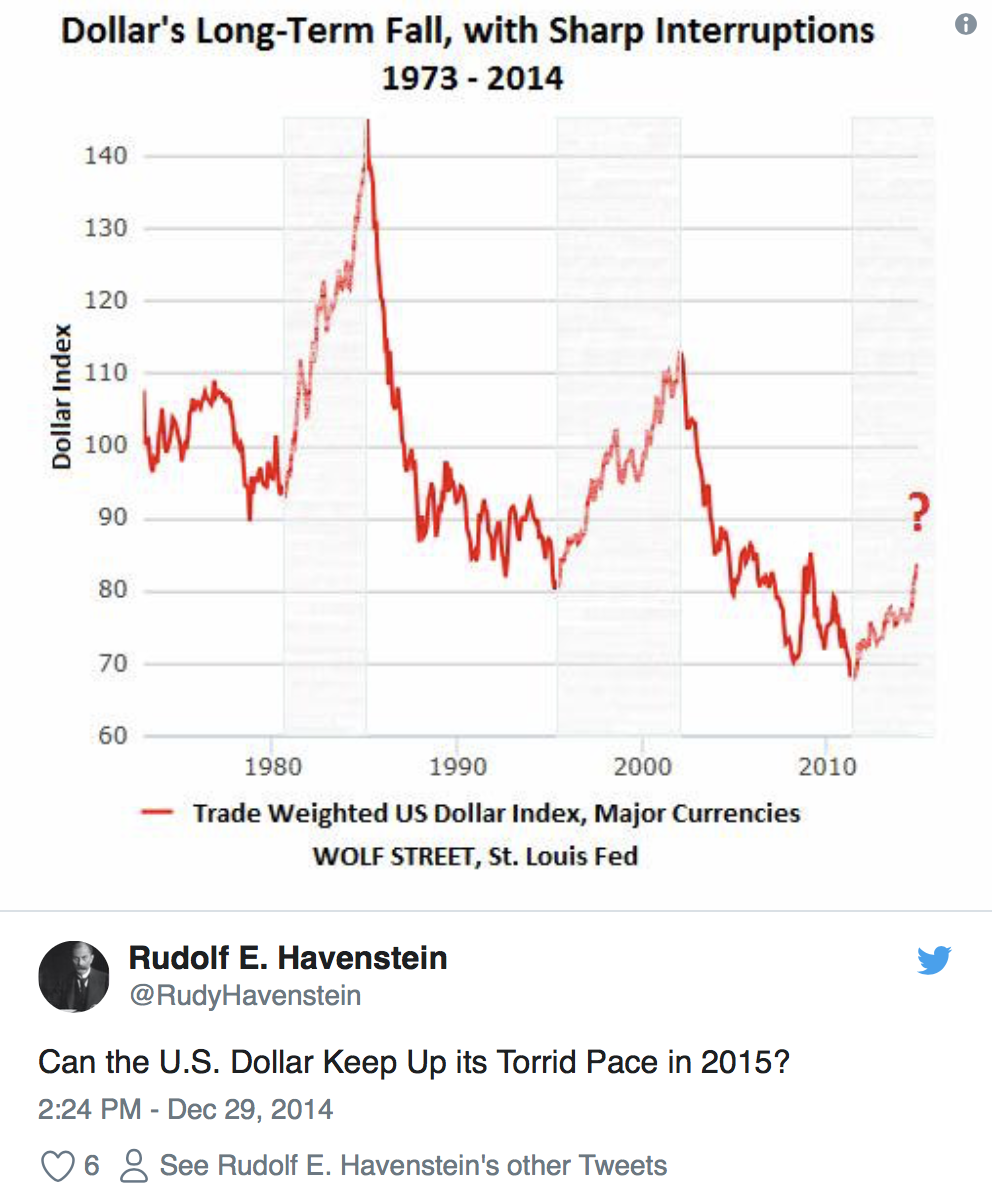 Dollar's Long-Term Fall, with Sharp Interruptions
1973 - 2014
140
130
120
110
100
90
80
70
60
Dollar Index
?
1980 1990 2000 2010
Trade Weighted US Dollar Index, Major Currencies
WOLF STREET, St. Louis Fed
Rudolf E. Havenstein
@RudyHavenstein
Can the U.S. Dollar Keep Up its Torrid Pace in 2015?
2:24 PM - Dec 29, 2014
6 See Rudolf E. Havenstein's other Tweets